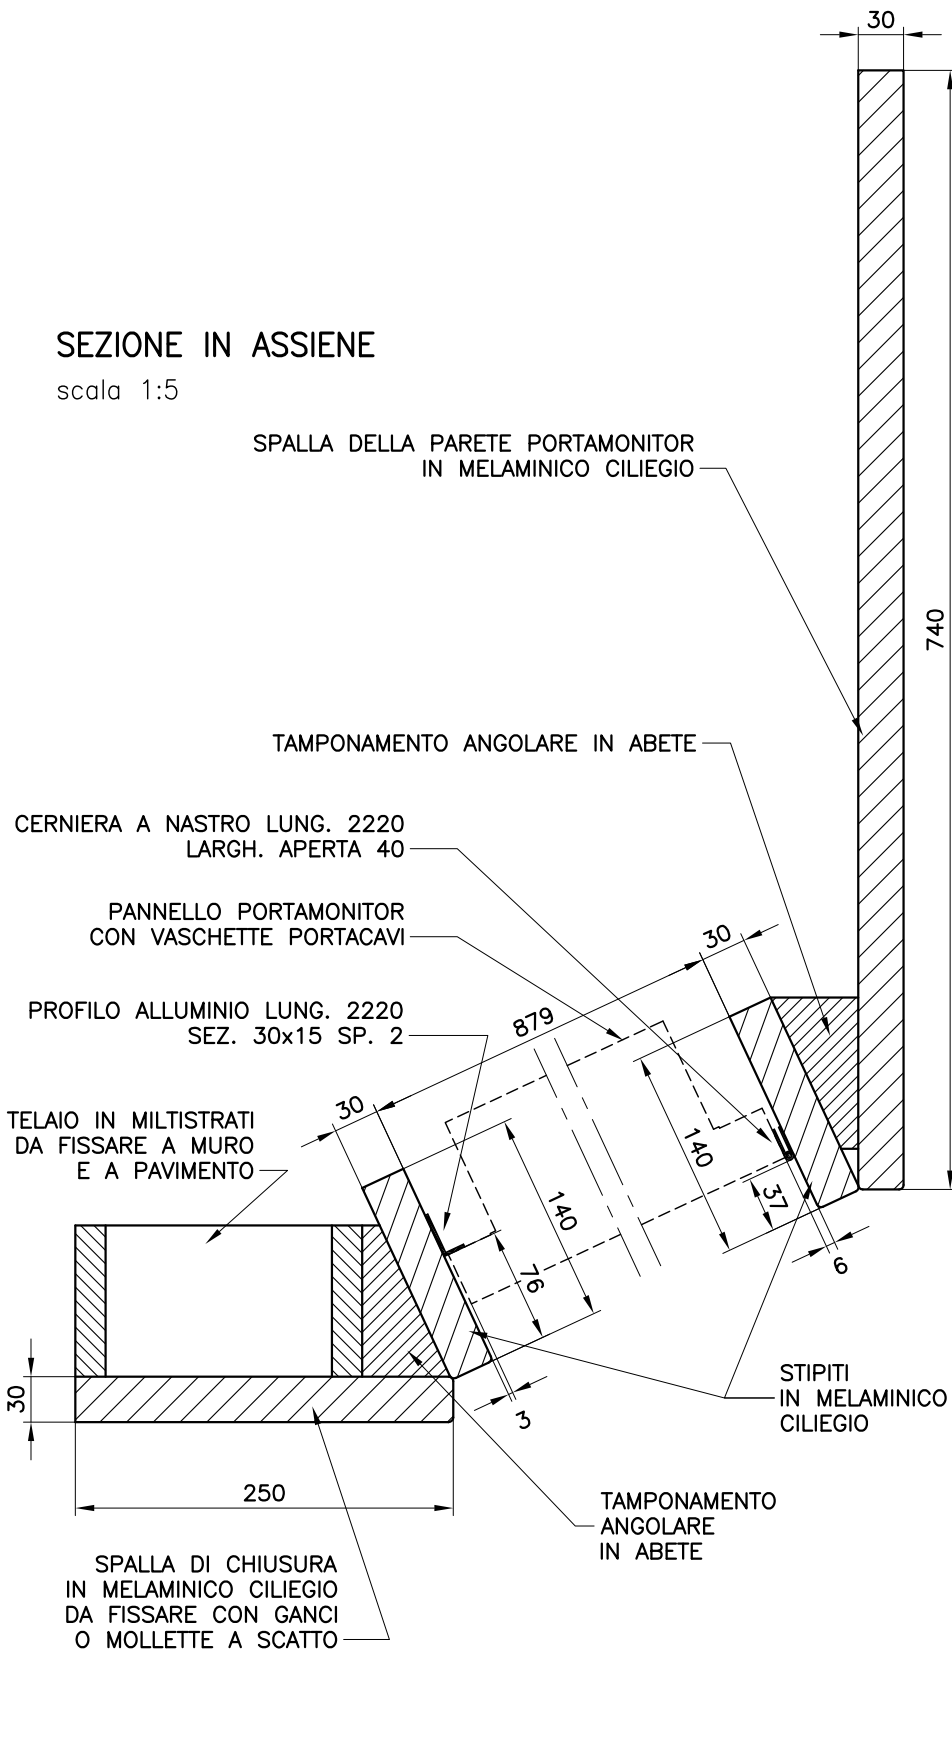 30
SEZIONE IN ASSIENE
scala 1:5
SPALLA DELLA PARETE PORTAMONITOR
IN MELAMINICO CILIEGIO
740
TAMPONAMENTO ANGOLARE IN ABETE
CERNIERA A NASTRO LUNG. 2220
LARGH. APERTA 40
PANNELLO PORTAMONITOR
CON VASCHETTE PORTACAVI
30
PROFILO ALLUMINIO LUNG. 2220
SEZ. 30x15 SP. 2
879
30
TELAIO IN MILTISTRATI
DA FISSARE A MURO
E A PAVIMENTO
140
37
140
76
6
30
3
STIPITI
IN MELAMINICO
CILIEGIO
250
TAMPONAMENTO
ANGOLARE
IN ABETE
SPALLA DI CHIUSURA
IN MELAMINICO CILIEGIO
DA FISSARE CON GANCI
O MOLLETTE A SCATTO